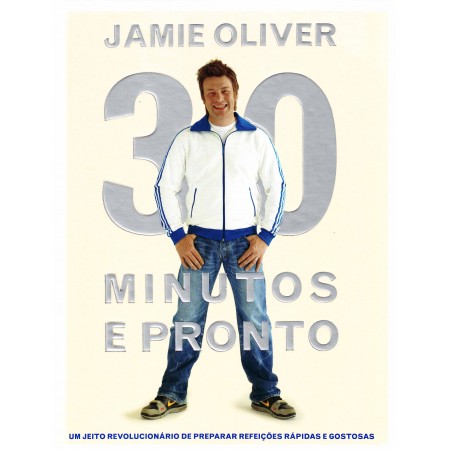 JAMIE OLIVER
30
MINUTOS
E PRONTO
UM JEITO REVOLUCIONÁRIO DE PREPARAR REFEIÇÕES RÁPIDAS E GOSTOSAS